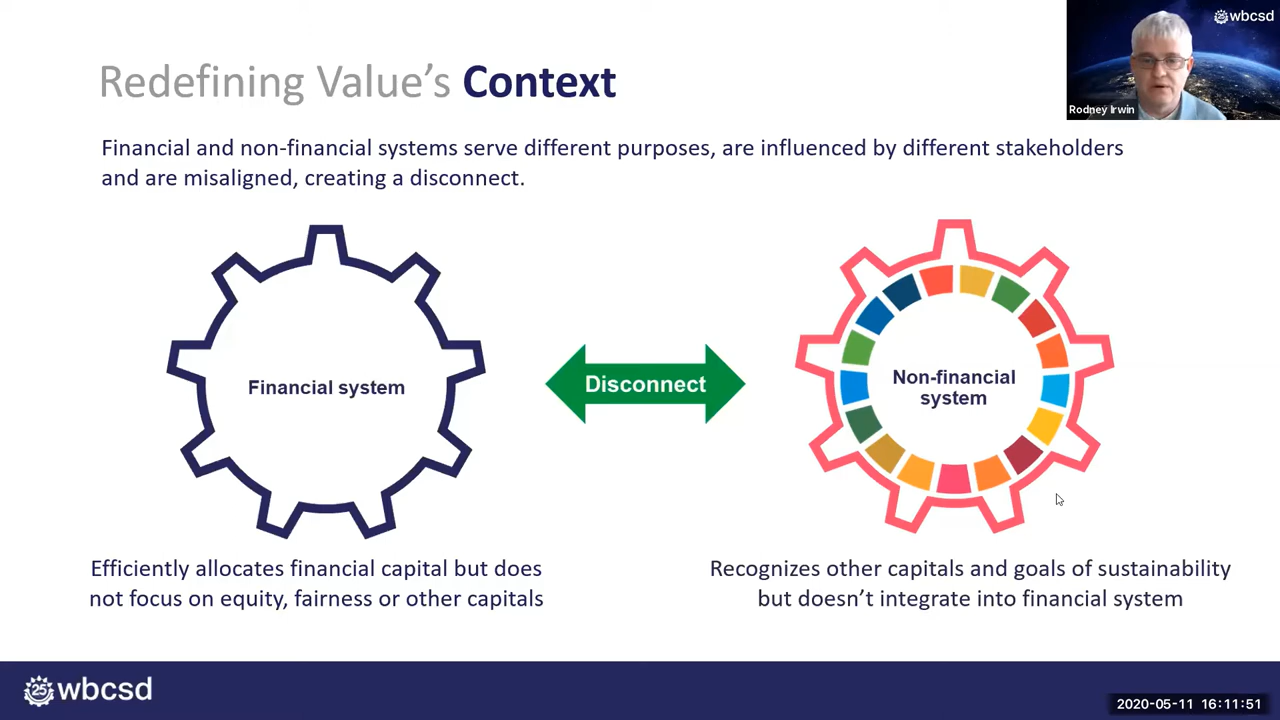 wbcsd
Rodney Irwin
Redefining Value’s Context
Financial and non-financial systems serve different purposes, are influenced by different stakeholders
and are misaligned, creating a disconnect.
Financial system
Disconnect
Non-financial
system
Efficiently allocates financial capital but does
not focus on equity, fairness or other capitals
Recognizes other capitals and goals of sustainability
but doesn’t integrate into financial system
25 wbcsd
2020-05-11 16:11:51